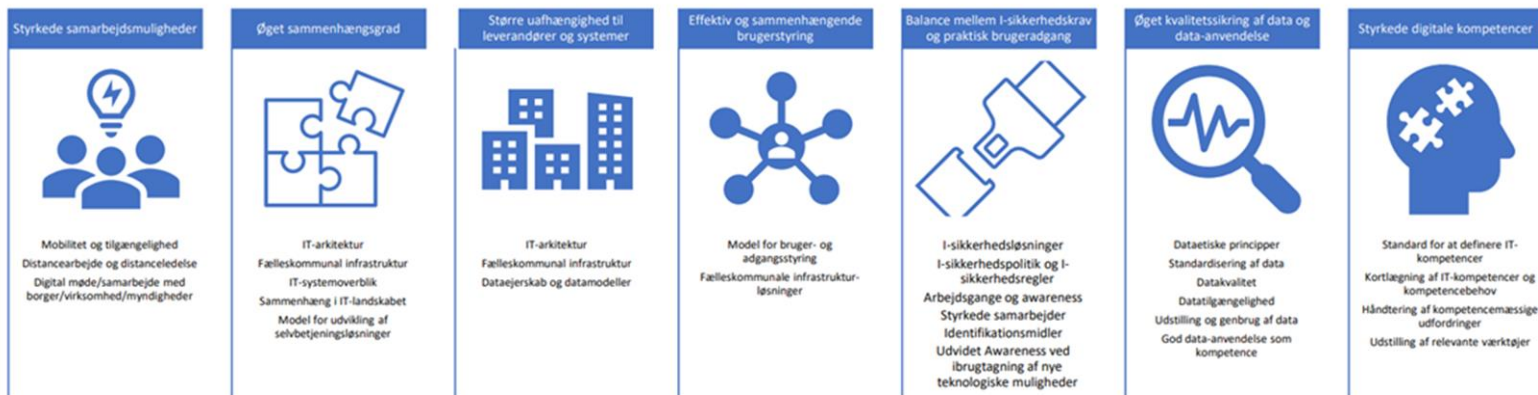 Styrkede samarbejdsmuligheder
Mobilitet og tilgængelighed
Distancearbejde og distanceledelse
Digital møde/samarbejde med
borger/virksomhed/myndigheder
Øget sammenhængsgrad
IT-arkitektur
Fælleskommunal infrastruktur
IT-systemoverblik
Sammenhæng i IT-landskabet
Model for udvikling af
selvbetjeningsløsninger
Større uafhængighed til
leverandører og systemer
IT-arkitektur
Fælleskommunal infrastruktur
Dataejerskab og datamodeller
Effektiv og sammenhængende
brugerstyring
Model for bruger- og
adgangsstyring
Fælleskommunale infrastruktur-
løsninger
Balance mellem I-sikkerhedskrav
og praktisk brugeradgang
I-sikkerhedsløsninger
I-sikkerhedspolitik og I-
sikkerhedsregler
Arbejdsgange og awareness
Styrkede samarbejder
Identifikationsmidler
Udvidet Awareness ved
ibrugtagning af nye
teknologiske muligheder
Øget kvalitetssikring af data og
data-anvendelse
Dataetiske principper
Standardisering af data
Datakvalitet
Datatilgængelighed
Udstilling og genbrug af data
God data-anvendelse som
kompetence
Styrkede digitale kompetencer
Standard for at definere IT-
kompetencer
Kortlægning af IT-kompetencer og
kompetencebehov
Håndtering af kompetencemæssige
udfordringer
Udstilling af relevante værktøjer